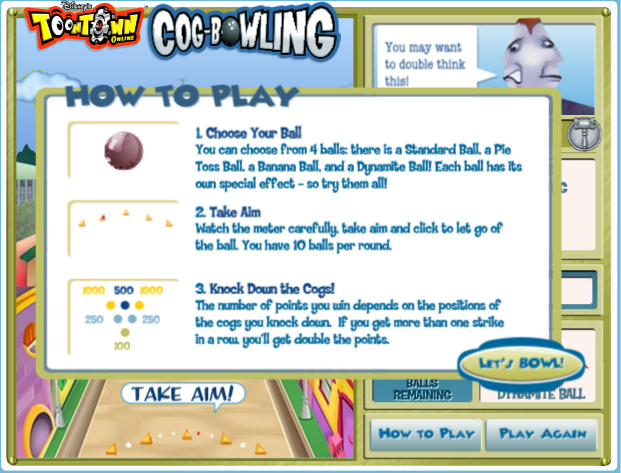 Disney's
TOONTOWN
ONLINE
COG-BOWLING
You may want
to double think
this!
HOW TO PLAY
1. Choose Your Ball
You can choose from 4 balls: there is a Standard Ball, a Pie
Toss Ball, a Banana Ball, and a Dynamite Ball! Each ball has its
own special effect - so try them all!
2. Take Aim
Watch the meter carefully, take aim and click to let go of
the ball. You have 10 balls per round.
3. Knock Down the Cogs!
1000 500 1000
250 250
100
The number of points you win depends on the positions of
the cogs you knock down. If you get more than one strike
in a row, you'll get double the points.
LET'S BOWL!
TAKE AIM!
BALLS
REMAINING
DYNAMITE BALL
HOW TO PLAY
PLAY AGAIN